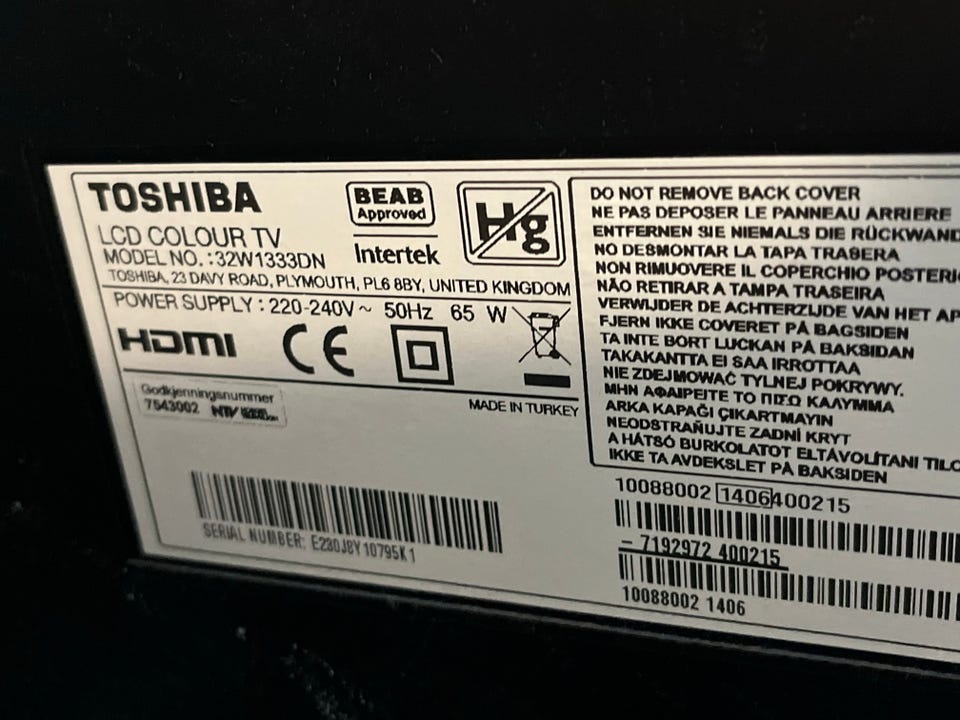 TOSHIBA
LCD COLOUR TV
MODEL NO. : 32W1333DN
TOSHIBA, 23 DAVY ROAD, PLYMOUTH, PL6 8BY, UNITED KINGDOM
POWER SUPPLY : 220-240V~ 50Hz 65 W
BEAB
Approved
Intertek
Hg
HDMI CE
MADE IN TURKEY
Godkjenningsnummer
7543002
SERIAL NUMBER: E230JBY10795K1
DO NOT REMOVE BACK COVER
NE PAS DEPOSER LE PANNEAU ARRIERE
ENTFERNEN SIE NIEMALS DIE RÜCKWAND
NO DESMONTAR LA TAPA TRASERA
NON RIMUOVERE IL COPERCHIO POSTERI
NÃO RETIRAR A TAMPA TRASEIRA
VERWIJDER DE ACHTERZIJDE VAN HET AP
FJERN IKKE COVERET PÅ BAGSIDEN
TA INTE BORT LUCKAN PÅ BAKSIDAN
TAKAKANTTA EI SAA IRROTTAA
NIE ZDEJMOWAĆ TYLNEJ POKRYWY.
ΜΗΝ ΑΦΑΙΡΕΙΤΕ ΤΟ ΠΙΣΩ ΚΑΛΥΜΜΑ
ARKA KAPAĞI ÇIKARTMAYIN
NEODSTRAŇUJTE ZADNÍ KRYT
A HÁTSÓ BURKOLATOT ELTÁVOLÍTANI TILO
IKKE TA AVDEKSLET PÅ BAKSIDEN
10088002 1406400215
- 7192972 400215
10088002 1406